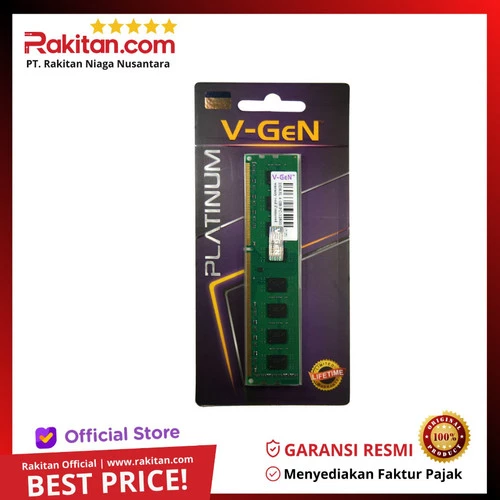 Rakitan.com
PT. Rakitan Niaga Nusantara
V-GeN
PLATINUM
V-GeN
LIFETIME
Official Store
Rakitan Official | www.rakitan.com
BEST PRICE!
GARANSI RESMI
Menyediakan Faktur Pajak
ORIGINAL
100%
PRODUCT